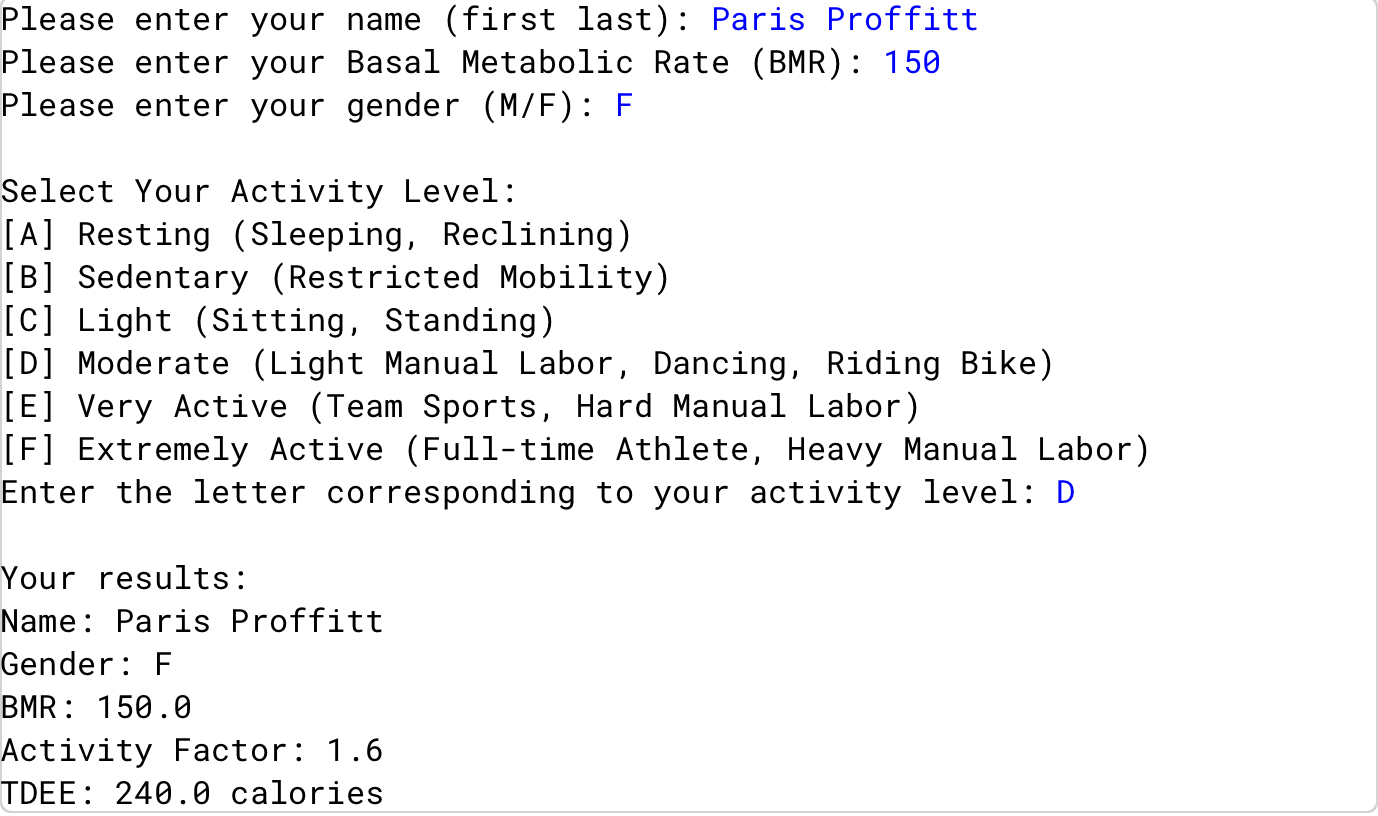 Please enter your name (first last): Paris Proffitt
Please enter your Basal Metabolic Rate (BMR): 150
Please enter your gender (M/F): F
Select Your Activity Level:
[A] Resting (Sleeping, Reclining)
[B] Sedentary (Restricted Mobility)
[C] Light (Sitting, Standing)
[D] Moderate (Light Manual Labor, Dancing, Riding Bike)
[E] Very Active (Team Sports, Hard Manual Labor)
[F] Extremely Active (Full-time Athlete, Heavy Manual Labor)
Enter the letter corresponding to your activity level: D
Your results:
Name: Paris Proffitt
Gender: F
BMR: 150.0
Activity Factor: 1.6
TDEE: 240.0 calories